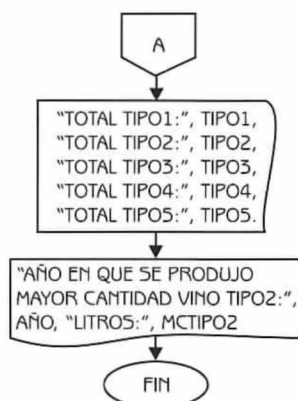 A
“TOTAL TIPO1:”, TIPO1,
“TOTAL TIPO2:”, TIPO2,
“TOTAL TIPO3:”, TIPO3,
“TOTAL TIPO4:”, TIPO4,
“TOTAL TIPO5:”, TIPO5.
“AÑO EN QUE SE PRODUJO
MAYOR CANTIDAD VINO TIPO2:”,
AÑO, “LITROS:”, MCTIPO2
FIN